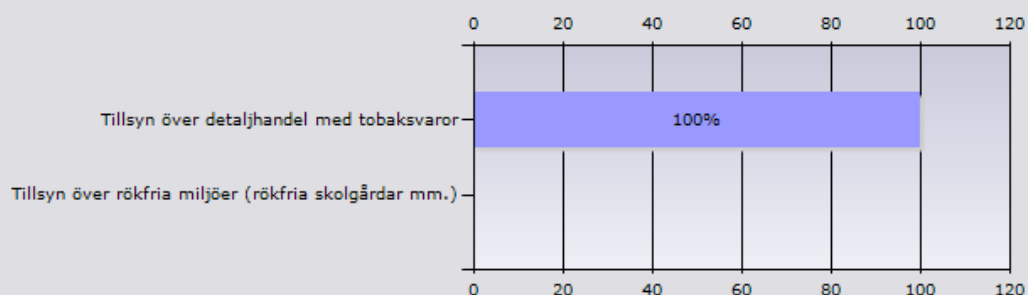 0 20 40 60 80 100 120
Tillsyn över detaljhandel med tobaksvaror
100%
Tillsyn över rökfria miljöer (rökfria skolgårdar mm.)
0 20 40 60 80 100 120